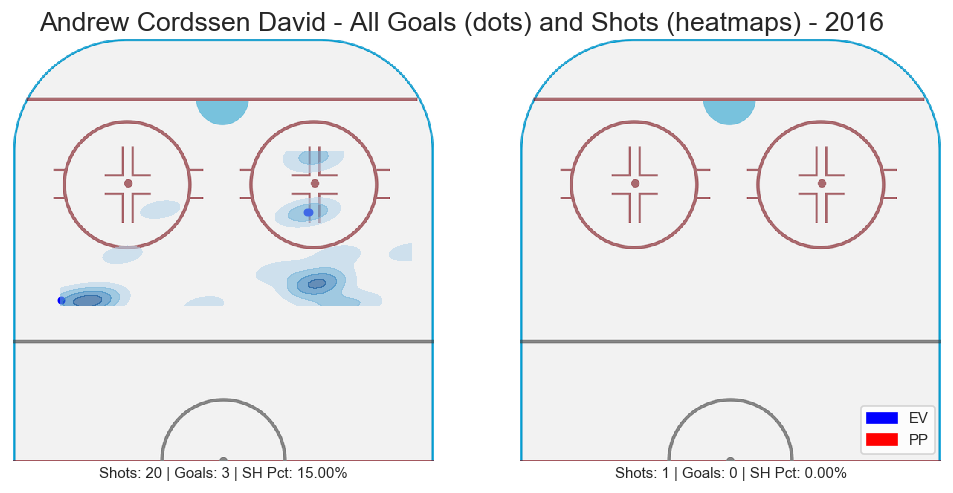 Andrew Cordssen David - All Goals (dots) and Shots (heatmaps) - 2016
EV
PP
Shots: 20 | Goals: 3 | SH Pct: 15.00%
Shots: 1 | Goals: 0 | SH Pct: 0.00%